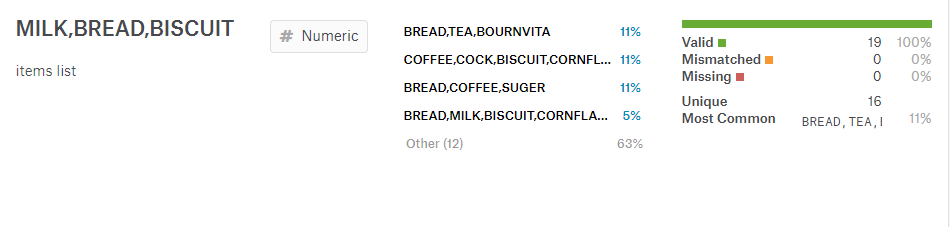 MILK,BREAD,BISCUIT
# Numeric
items list
BREAD,TEA,BOURNVITA 11%
COFFEE,COCK,BISCUIT,CORNFL... 11%
BREAD,COFFEE,SUGER 11%
BREAD,MILK,BISCUIT,CORNFLA... 5%
Other (12) 63%
Valid 19 100%
Mismatched 0 0%
Missing 0 0%
Unique 16
Most Common BREAD, TEA, 11%